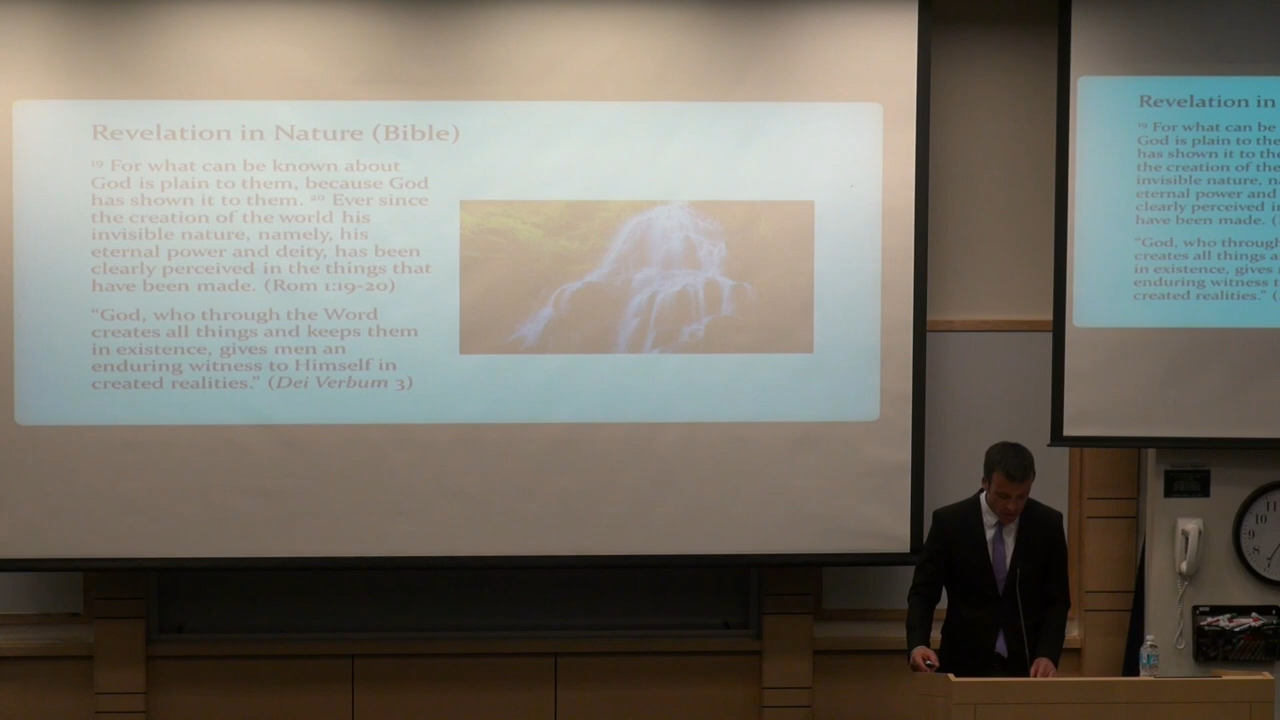 Revelation in Nature (Bible)
19 For what can be known about
God is plain to them, because God
has shown it to them. 20 Ever since
the creation of the world his
invisible nature, namely, his
eternal power and deity, has been
clearly perceived in the things that
have been made. (Rom 1:19-20)
“God, who through the Word
creates all things and keeps them
in existence, gives men an
enduring witness to Himself in
created realities.” (Dei Verbum 3)
Revelation in
19 For what can be
God is plain to the
has shown it to the
the creation of the
invisible nature, na
eternal power and
clearly perceived i
have been made. (
“God, who through
creates all things a
in existence, gives
enduring witness t
created realities.” (
11
10
9
8